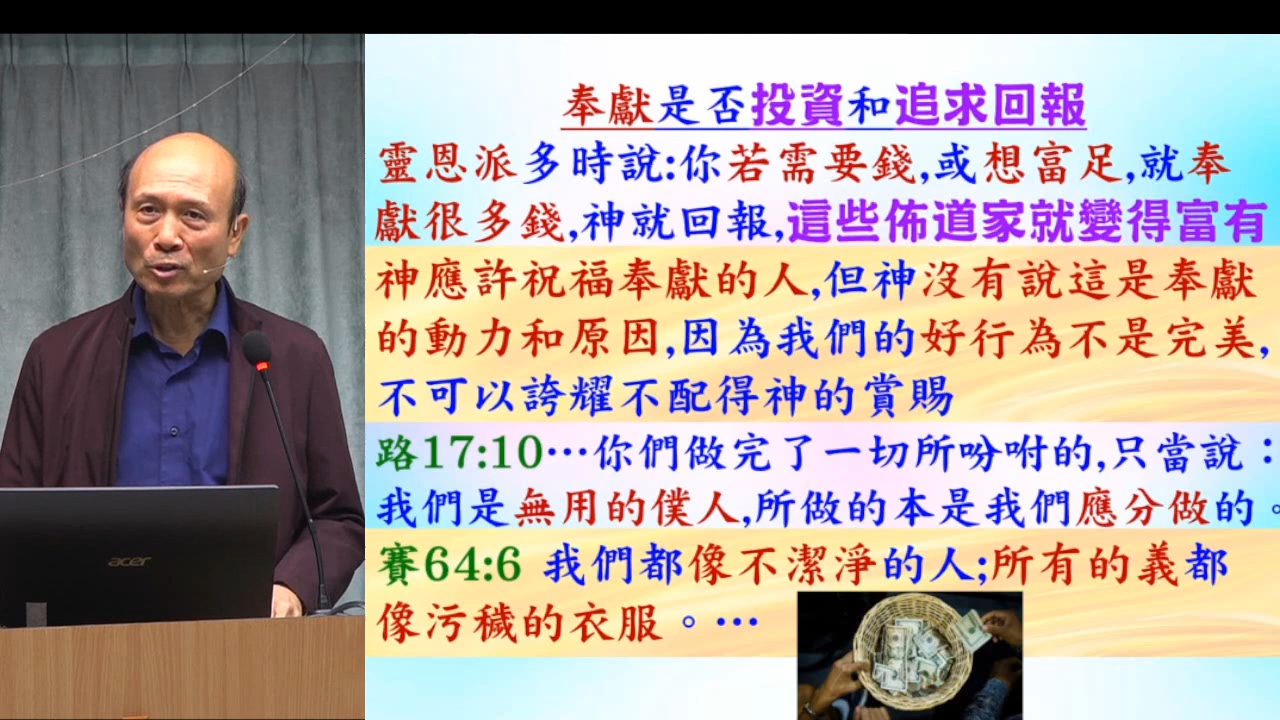 奉獻是否投資和追求回報
靈恩派多時說:你若需要錢,或想富足,就奉
獻很多錢,神就回報,這些佈道家就變得富有
神應許祝福奉獻的人,但神沒有說這是奉獻
的動力和原因,因為我們的好行為不是完美,
不可以誇耀不配得神的賞賜
路17:10…你們做完了一切所吩咐的,只當說：
我們是無用的僕人,所做的本是我們應分做的。
賽64:6 我們都像不潔淨的人;所有的義都
像污穢的衣服。…
acer